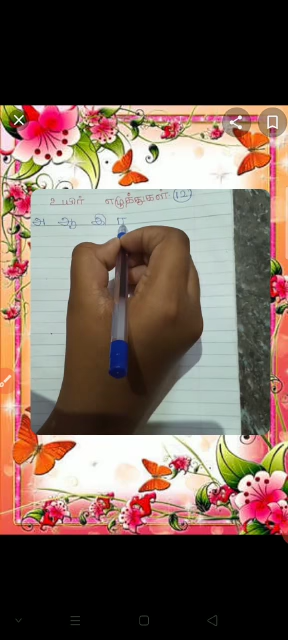 உயிர் எழுத்துகள் (12)
அ ஆ இ